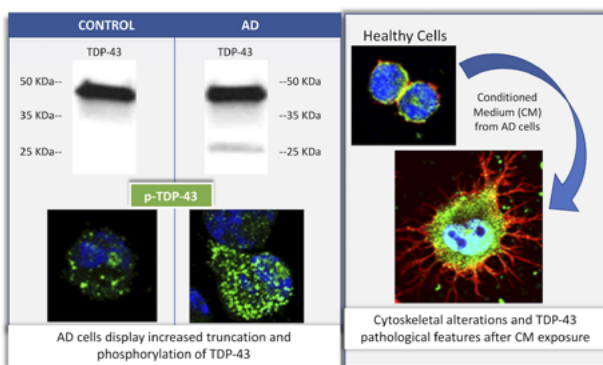 CONTROL
AD
TDP-43
TDP-43
50 KDa--
35 KDa--
25 KDa--
--50 KDa
--35 KDa
--25 KDa
p-TDP-43
AD cells display increased truncation and
phosphorylation of TDP-43
Healthy Cells
Conditioned
Medium (CM)
from AD cells
Cytoskeletal alterations and TDP-43
pathological features after CM exposure